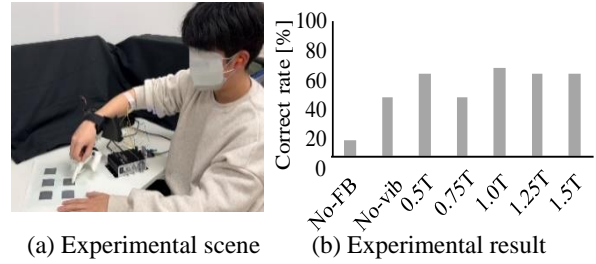 100
80
60
40
20
0
Correct rate [%]
No-FB
No-vib
0.5T
0.75T
1.0T
1.25T
1.5T
(a) Experimental scene
(b) Experimental result